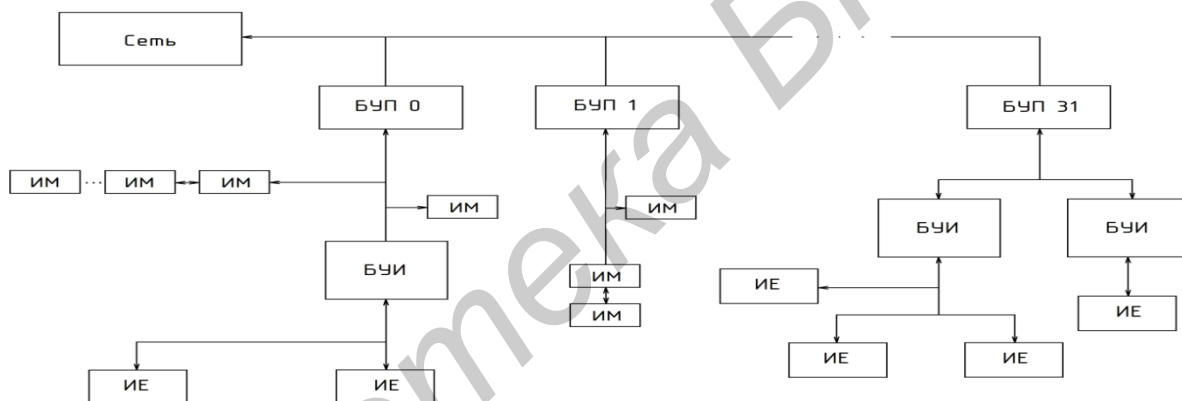 Сеть
БУП 0
БУП 1
БУП 31
ИМ ... ИМ ИМ
ИМ
ИМ
БУИ
БУИ
БУИ
ИМ
ИМ
ИЕ
ИЕ
ИЕ
ИЕ
ИЕ
ИЕ